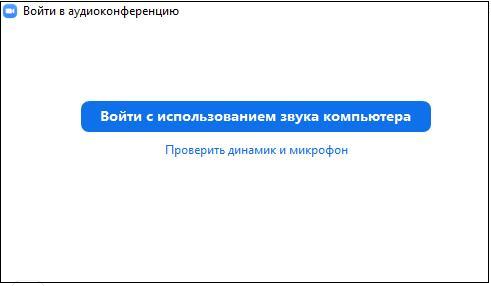 Войти в аудиоконференцию
Войти с использованием звука компьютера
Проверить динамик и микрофон